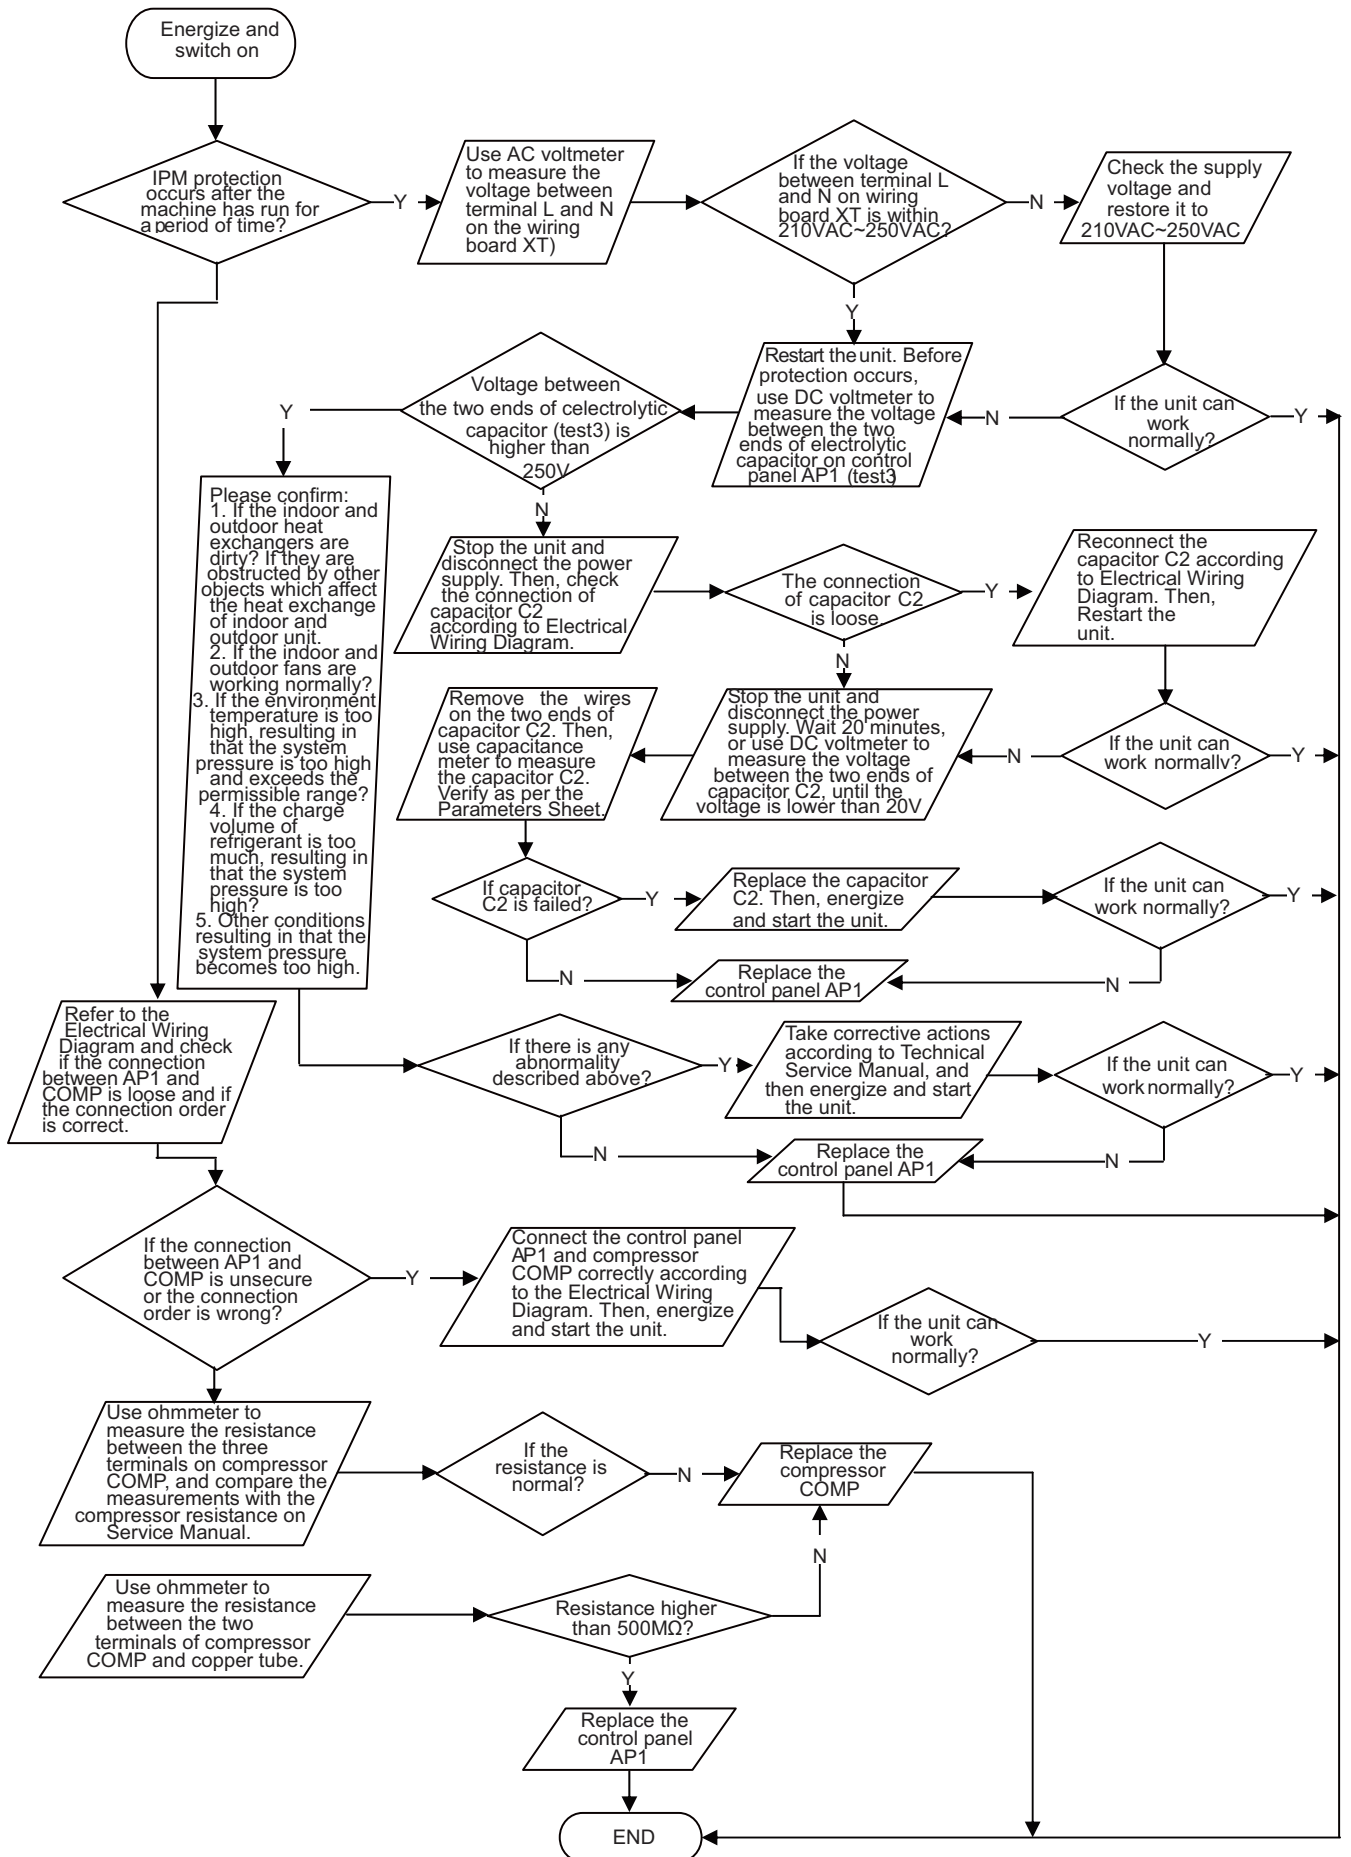 Energize and
switch on
IPM protection
occurs after the
machine has run for
a period of time?
Y
Use AC voltmeter
to measure the
voltage between
terminal L and N
on the wiring
board XT)
If the voltage
between terminal L
and N on wiring
board XT is within
210VAC~250VAC?
N
Check the supply
voltage and
restore it to
210VAC~250VAC
Y
If the unit can
work
normally?
Y
N
Restart the unit. Before
protection occurs,
use DC voltmeter to
measure the voltage
between the two
ends of electrolytic
capacitor on control
panel AP1 (test3
Voltage between
the two ends of celectrolytic
capacitor (test3) is
higher than
250V
Y
N
Please confirm:
1. If the indoor and
outdoor heat
exchangers are
dirty? If they are
obstructed by other
objects which affect
the heat exchange
of indoor and
outdoor unit.
2. If the indoor and
outdoor fans are
working normally?
3. If the environment
temperature is too
high, resulting in
that the system
pressure is too high
and exceeds the
permissible range?
4. If the charge
volume of
refrigerant is too
much, resulting in
that the system
pressure is too
high?
5. Other conditions
resulting in that the
system pressure
becomes too high.
Stop the unit and
disconnect the power
supply. Then, check
the connection of
capacitor C2
according to Electrical
Wiring Diagram.
The connection
of capacitor C2
is loose.
Y
Reconnect the
capacitor C2 according
to Electrical Wiring
Diagram. Then,
Restart the
unit.
N
If the unit can
work normally?
Y
N
Stop the unit and
disconnect the power
supply. Wait 20 minutes,
or use DC voltmeter to
measure the voltage
between the two ends of
capacitor C2, until the
voltage is lower than 20V
Remove the wires
on the two ends of
capacitor C2. Then,
use capacitance
meter to measure
the capacitor C2.
Verify as per the
Parameters Sheet.
If capacitor
C2 is failed?
Y
Replace the capacitor
C2. Then, energize
and start the unit.
If the unit can
work normally?
Y
N
Replace the
control panel AP1
N
Refer to the
Electrical Wiring
Diagram and check
if the connection
between AP1 and
COMP is loose and if
the connection order
is correct.
If there is any
abnormality
described above?
Y
Take corrective actions
according to Technical
Service Manual, and
then energize and start
the unit.
If the unit can
work normally?
Y
N
Replace the
control panel AP1
N
If the connection
between AP1 and
COMP is unsecure
or the connection
order is wrong?
Y
Connect the control panel
AP1 and compressor
COMP correctly according
to the Electrical Wiring
Diagram. Then, energize
and start the unit.
If the unit can
work
normally?
Y
Use ohmmeter to
measure the resistance
between the three
terminals on compressor
COMP, and compare the
measurements with the
compressor resistance on
Service Manual.
If the
resistance is
normal?
N
Replace the
compressor
COMP
N
Use ohmmeter to
measure the resistance
between the two
terminals of compressor
COMP and copper tube.
Resistance higher
than 500MΩ?
Y
Replace the
control panel
AP1
END